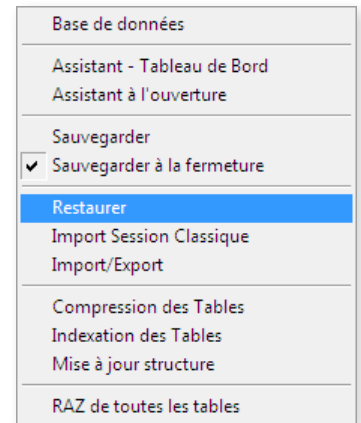 Base de données
Assistant - Tableau de Bord
Assistant à l'ouverture
Sauvegarder
Sauvegarder à la fermeture
Restaurer
Import Session Classique
Import/Export
Compression des Tables
Indexation des Tables
Mise à jour structure
RAZ de toutes les tables